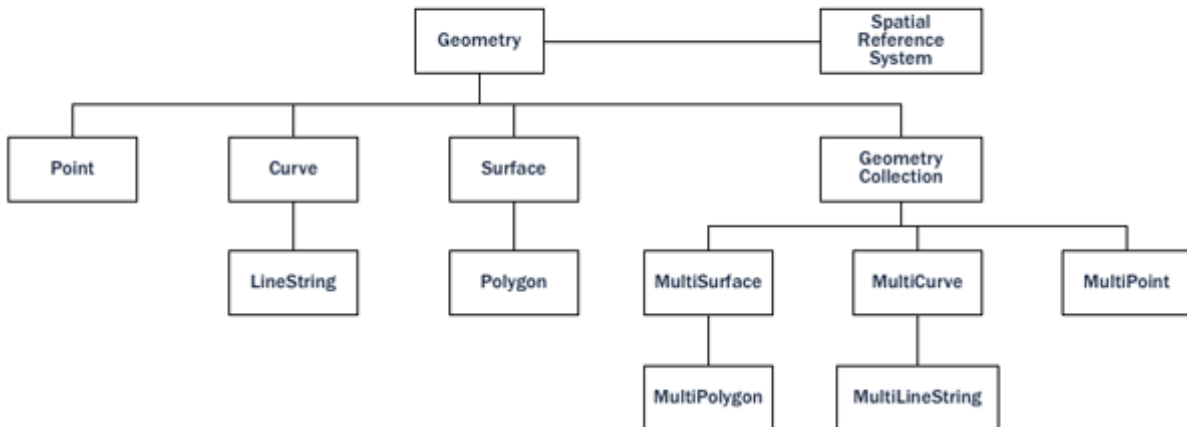 Geometry
Spatial
Reference
System
Point
Curve
Surface
Geometry
Collection
LineString
Polygon
MultiSurface
MultiCurve
MultiPoint
MultiPolygon
MultiLineString